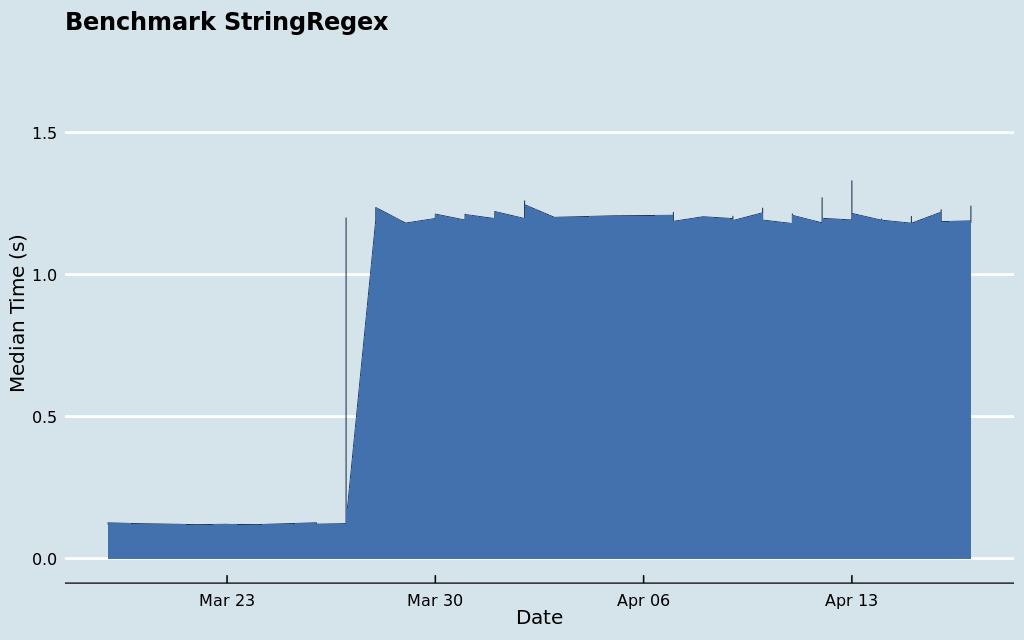 Benchmark StringRegex
1.5
1.0
0.5
0.0
Median Time (s)
Mar 23
Mar 30
Apr 06
Apr 13
Date